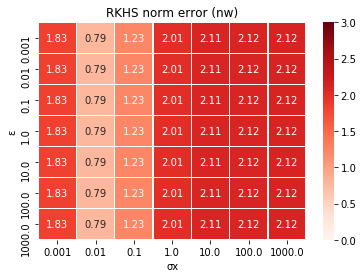 RKHS norm error (nw)
ε
0.001 1.83 0.79 1.23 2.01 2.11 2.12 2.12
0.01 1.83 0.79 1.23 2.01 2.11 2.12 2.12
0.1 1.83 0.79 1.23 2.01 2.11 2.12 2.12
1.0 1.83 0.79 1.23 2.01 2.11 2.12 2.12
10.0 1.83 0.79 1.23 2.01 2.11 2.12 2.12
100.0 1.83 0.79 1.23 2.01 2.11 2.12 2.12
1000.0 1.83 0.79 1.23 2.01 2.11 2.12 2.12
0.001 0.01 0.1 1.0 10.0 100.0 1000.0
σx
3.0
2.5
2.0
1.5
1.0
0.5
0.0